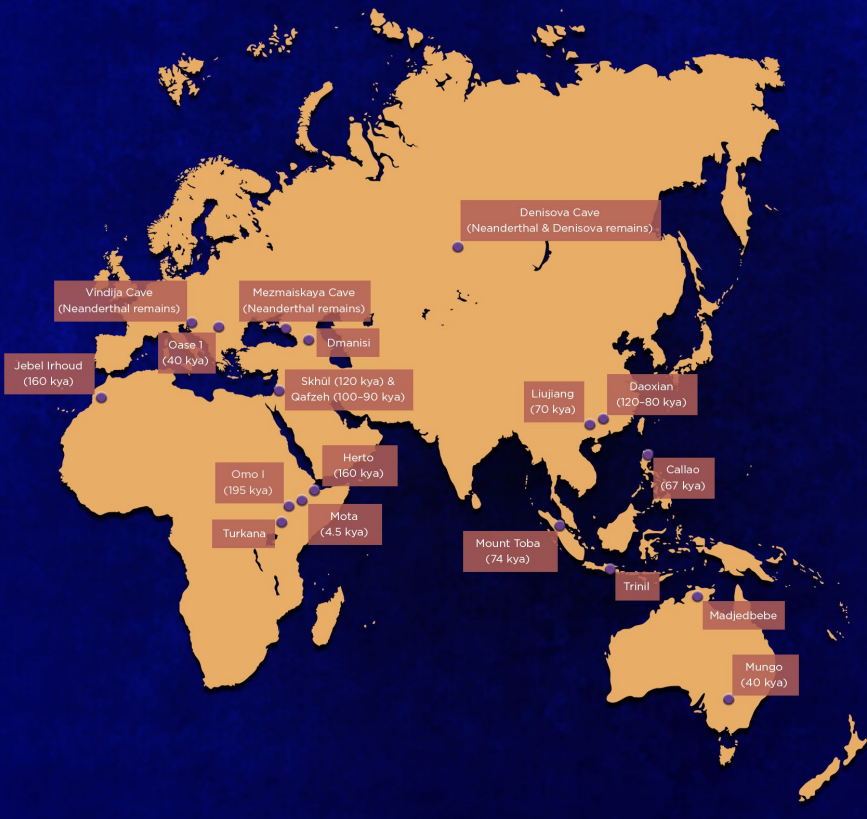 Denisova Cave
(Neanderthal & Denisova remains)
Vindija Cave
(Neanderthal remains)
Mezmaiskaya Cave
(Neanderthal remains)
Oase 1
(40 kya)
Dmanisi
Jebel Irhoud
(160 kya)
Skhūl (120 kya) &
Qafzeh (100–90 kya)
Liujiang
(70 kya)
Daoxian
(120–80 kya)
Herto
(160 kya)
Omo I
(195 kya)
Callao
(67 kya)
Mota
(4.5 kya)
Turkana
Mount Toba
(74 kya)
Trinil
Madjedbebe
Mungo
(40 kya)